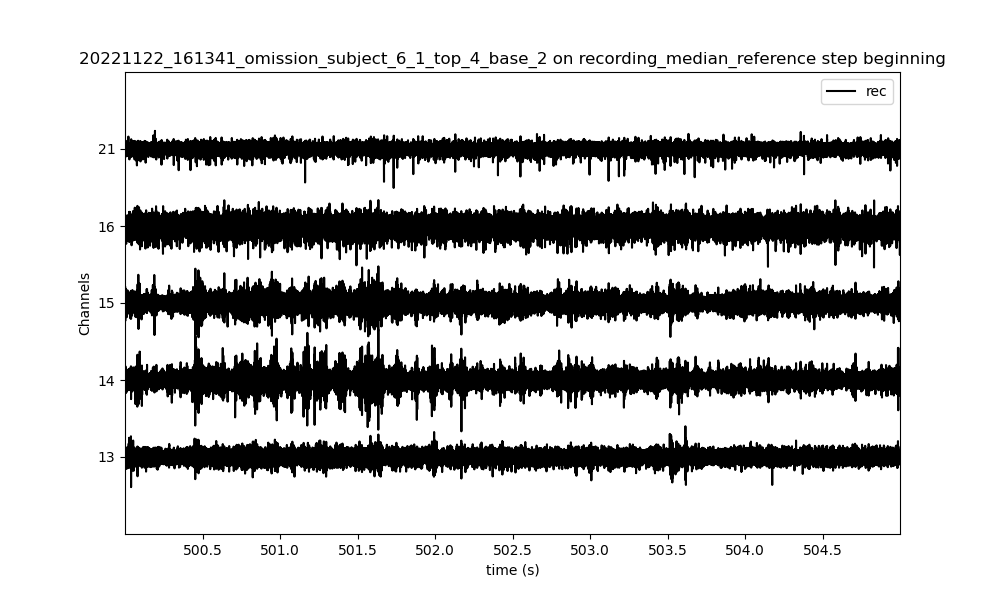 20221122_161341_omission_subject_6_1_top_4_base_2 on recording_median_reference step beginning
rec
21
16
15
14
13
Channels
500.5 501.0 501.5 502.0 502.5 503.0 503.5 504.0 504.5
time (s)